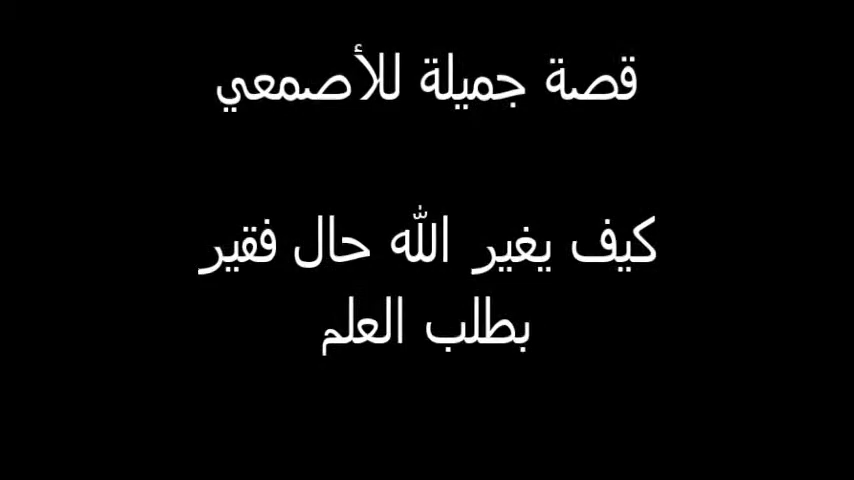 قصة جميلة للأصمعي
كيف يغير الله حال فقير
بطلب العلم